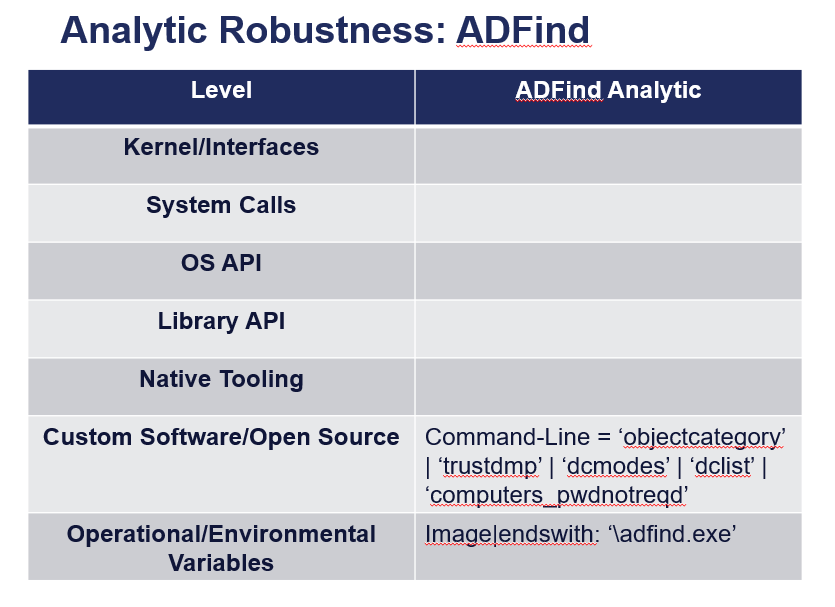 Analytic Robustness: ADFind
Level
ADFind Analytic
Kernel/Interfaces
System Calls
OS API
Library API
Native Tooling
Custom Software/Open Source
Command-Line = ‘objectcategory’
| ‘trustdmp’ | ‘dcmodes’ | ‘dclist’ |
‘computers_pwdnotreqd’
Operational/Environmental
Variables
Image|endswith: ‘\adfind.exe’